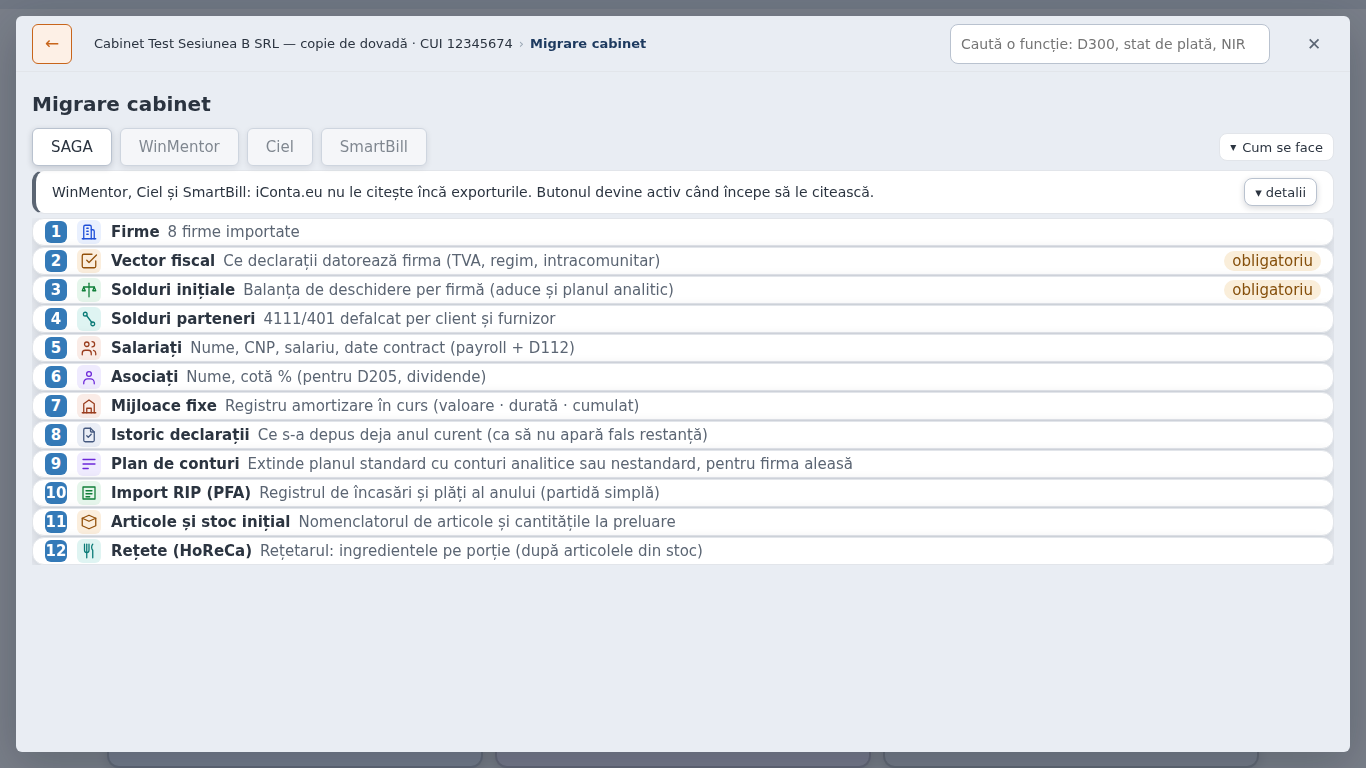 ← Cabinet Test Sesiunea B SRL — copie de dovadă · CUI 12345674 › Migrare cabinet Caută o funcție: D300, stat de plată, NIR ✕
Migrare cabinet
SAGA WinMentor Ciel SmartBill ▾ Cum se face
WinMentor, Ciel și SmartBill: iConta.eu nu le citește încă exporturile. Butonul devine activ când începe să le citească. ▾ detalii
1 Firme 8 firme importate
2 Vector fiscal Ce declarații datorează firma (TVA, regim, intracomunitar) obligatoriu
3 Solduri inițiale Balanța de deschidere per firmă (aduce și planul analitic) obligatoriu
4 Solduri parteneri 4111/401 defalcat per client și furnizor
5 Salariați Nume, CNP, salariu, date contract (payroll + D112)
6 Asociați Nume, cotă % (pentru D205, dividende)
7 Mijloace fixe Registru amortizare în curs (valoare · durată · cumulat)
8 Istoric declarații Ce s-a depus deja anul curent (ca să nu apară fals restanță)
9 Plan de conturi Extinde planul standard cu conturi analitice sau nestandard, pentru firma aleasă
10 Import RIP (PFA) Registrul de încasări și plăți al anului (partidă simplă)
11 Articole și stoc inițial Nomenclatorul de articole și cantitățile la preluare
12 Rețete (HoReCa) Rețetarul: ingredientele pe porție (după articolele din stoc)